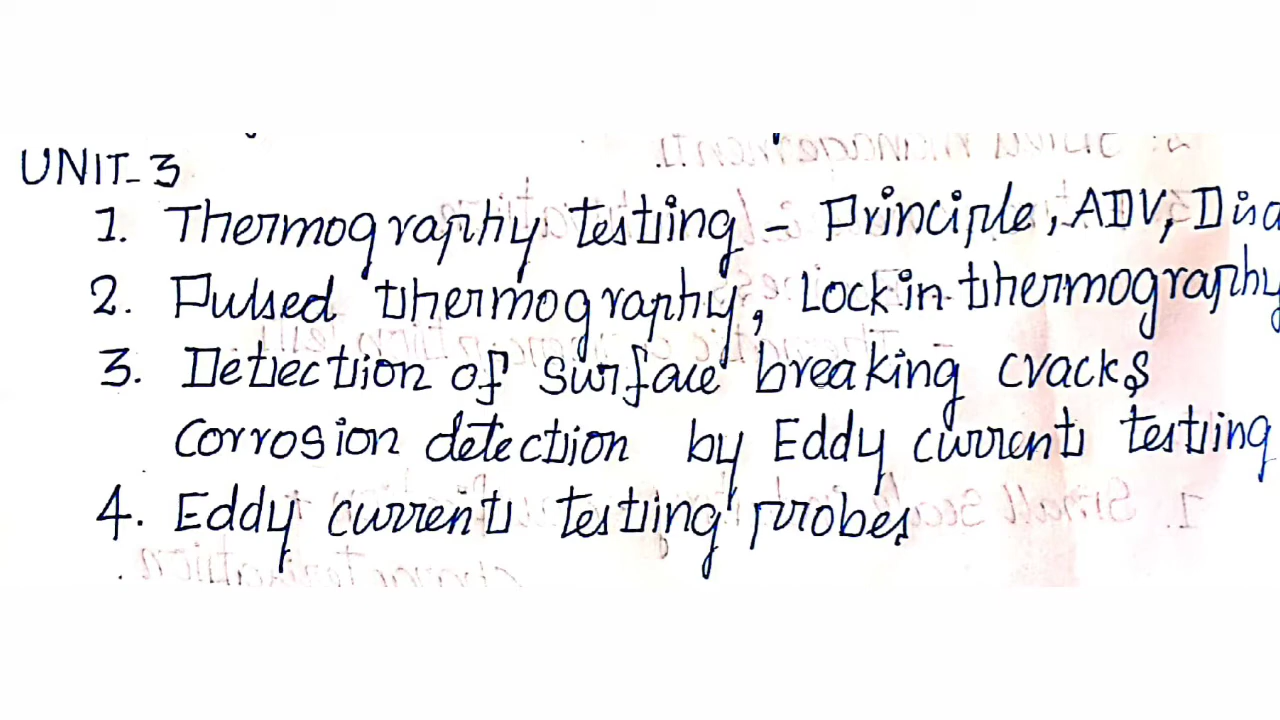 UNIT-3
1. Thermography testing - Principle, ADV, Disa
2. Pulsed thermography, Lock in thermography
3. Detection of surface breaking cracks
corrosion detection by Eddy current testing
4. Eddy current testing probes